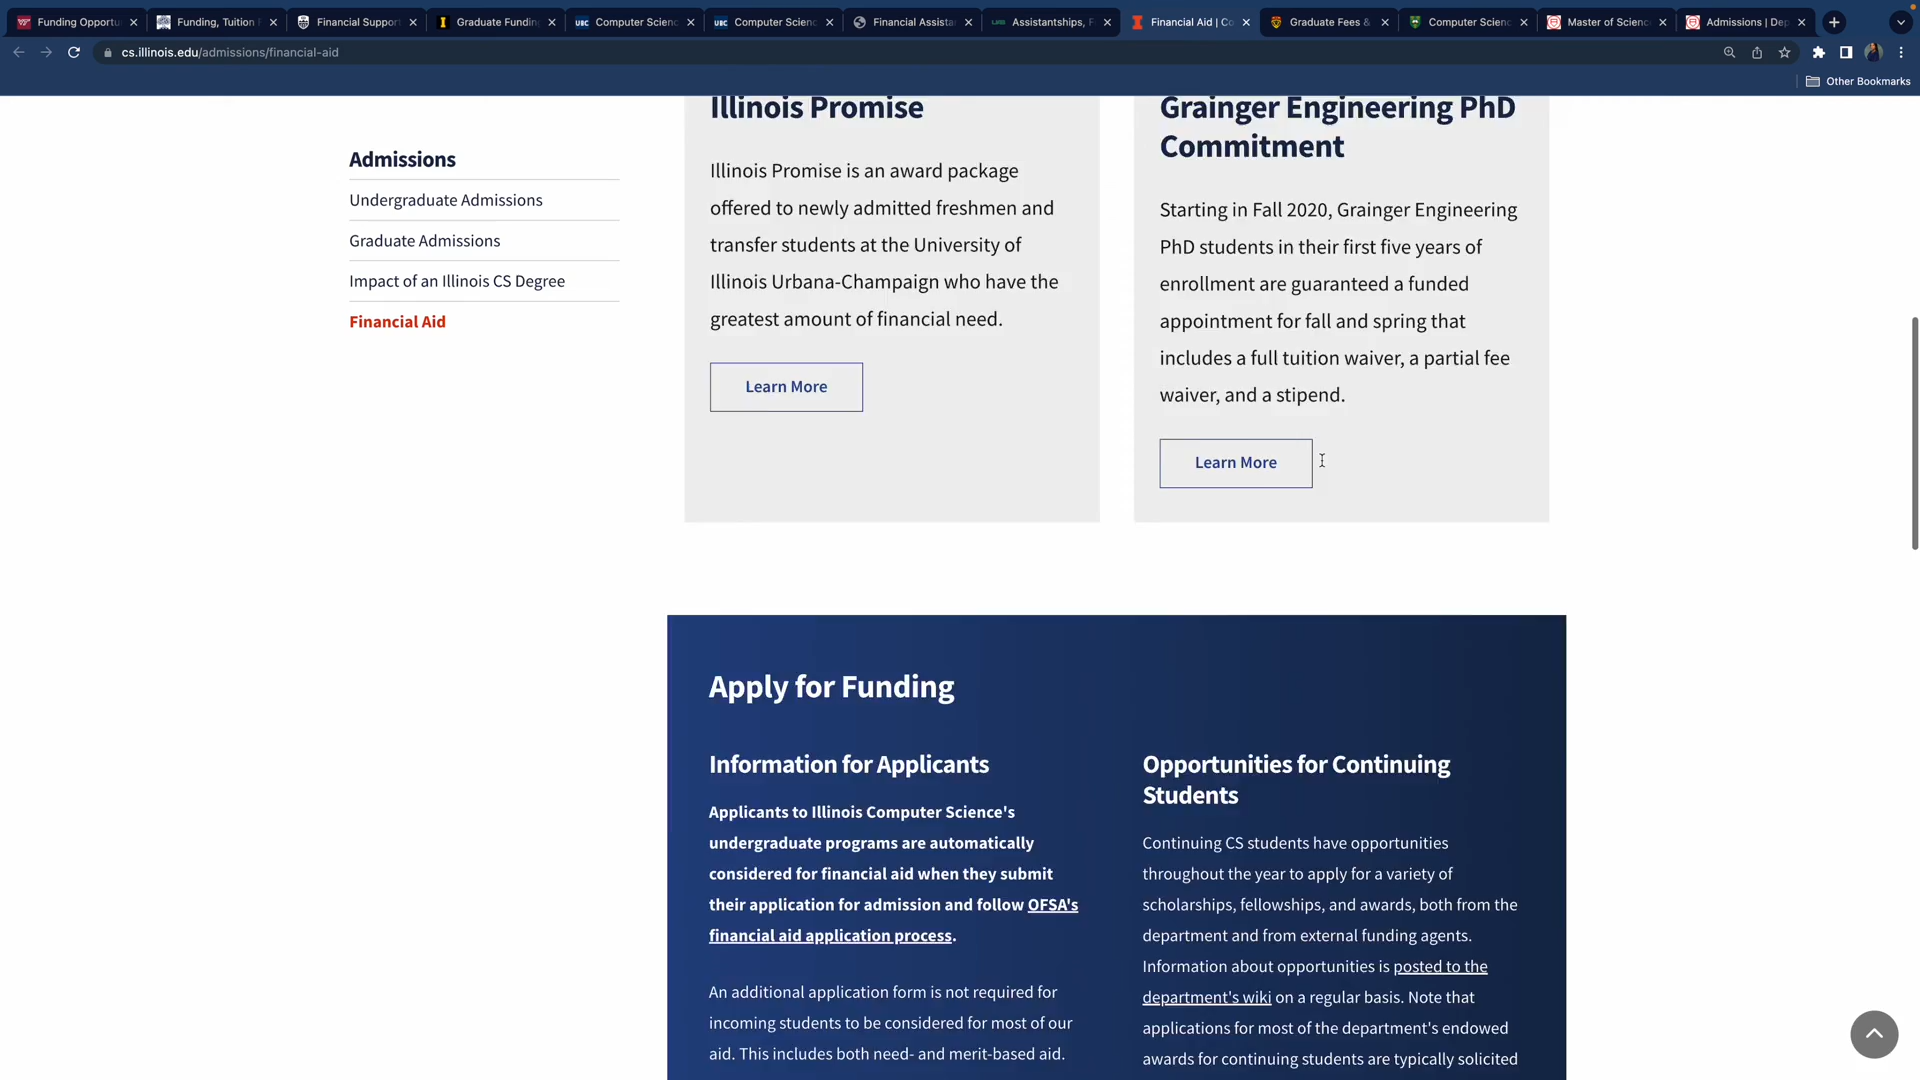 Funding Opportu
Funding, Tuition F
Financial Support
Graduate Funding
UBC Computer Scienc
UBC Computer Scienc
Financial Assistan
Assistantships, F
Financial Aid | Co
Graduate Fees &
Computer Scienc
Master of Science
Admissions | Dep
cs.illinois.edu/admissions/financial-aid
Other Bookmarks
Admissions
Undergraduate Admissions
Graduate Admissions
Impact of an Illinois CS Degree
Financial Aid
Illinois Promise
Illinois Promise is an award package
offered to newly admitted freshmen and
transfer students at the University of
Illinois Urbana-Champaign who have the
greatest amount of financial need.
Learn More
Grainger Engineering PhD
Commitment
Starting in Fall 2020, Grainger Engineering
PhD students in their first five years of
enrollment are guaranteed a funded
appointment for fall and spring that
includes a full tuition waiver, a partial fee
waiver, and a stipend.
Learn More
Apply for Funding
Information for Applicants
Applicants to Illinois Computer Science's
undergraduate programs are automatically
considered for financial aid when they submit
their application for admission and follow OFSA's
financial aid application process.
An additional application form is not required for
incoming students to be considered for most of our
aid. This includes both need- and merit-based aid.
Opportunities for Continuing
Students
Continuing CS students have opportunities
throughout the year to apply for a variety of
scholarships, fellowships, and awards, both from the
department and from external funding agents.
Information about opportunities is posted to the
department's wiki on a regular basis. Note that
applications for most of the department's endowed
awards for continuing students are typically solicited